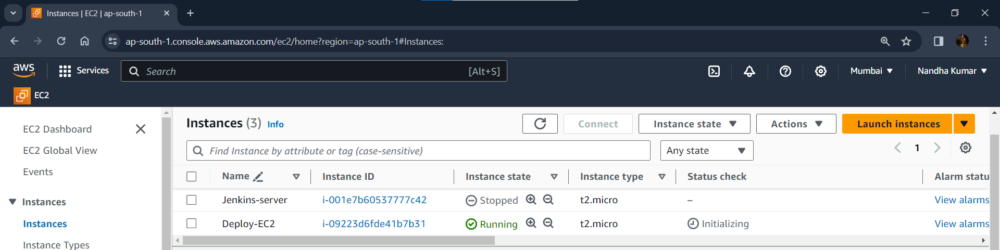 Instances | EC2 | ap-south-1
ap-south-1.console.aws.amazon.com/ec2/home?region=ap-south-1#Instances:
aws Services Search [Alt+S] Mumbai Nandha Kumar
EC2
EC2 Dashboard
EC2 Global View
Events
Instances
Instances
Instance Types
Instances (3) Info Connect Instance state Actions Launch instances
Find Instance by attribute or tag (case-sensitive) Any state 1
Name Instance ID Instance state Instance type Status check Alarm statu
Jenkins-server i-001e7b60537777c42 Stopped t2.micro – View alarms
Deploy-EC2 i-09223d6fde41b7b31 Running t2.micro Initializing View alarms